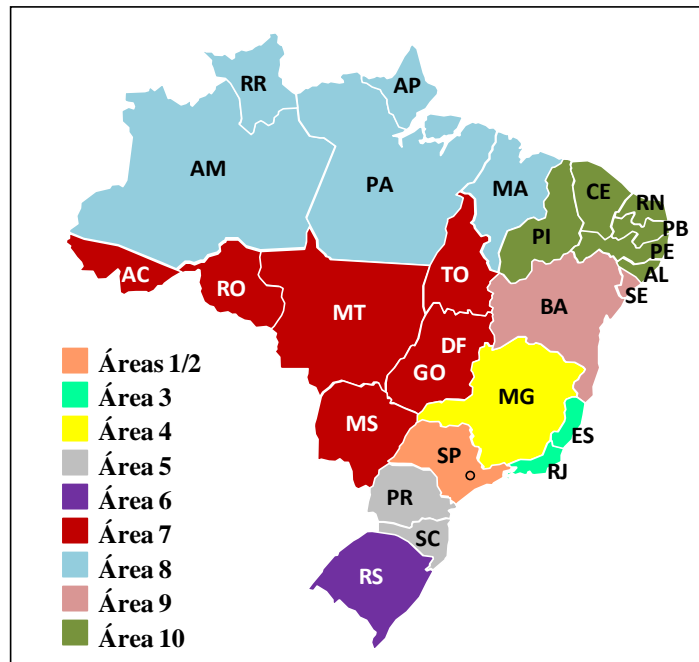 RR
AP
AM
PA
MA
CE
RN
PB
PI
PE
AL
AC
RO
TO
SE
BA
MT
DF
GO
MG
MS
ES
SP
RJ
PR
SC
RS
Áreas 1/2
Área 3
Área 4
Área 5
Área 6
Área 7
Área 8
Área 9
Área 10